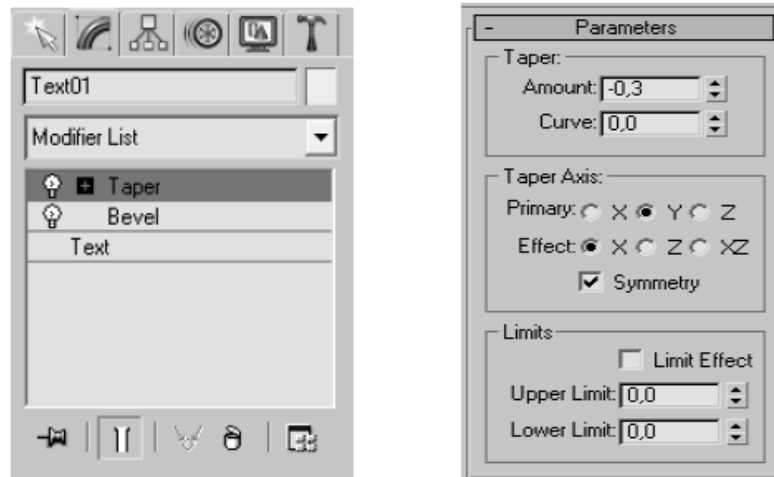 Text01
Modifier List
Taper
Bevel
Text
- Parameters
Taper:
Amount: -0,3
Curve: 0,0
Taper Axis:
Primary: X Y Z
Effect: X Z XZ
Symmetry
Limits
Limit Effect
Upper Limit: 0,0
Lower Limit: 0,0